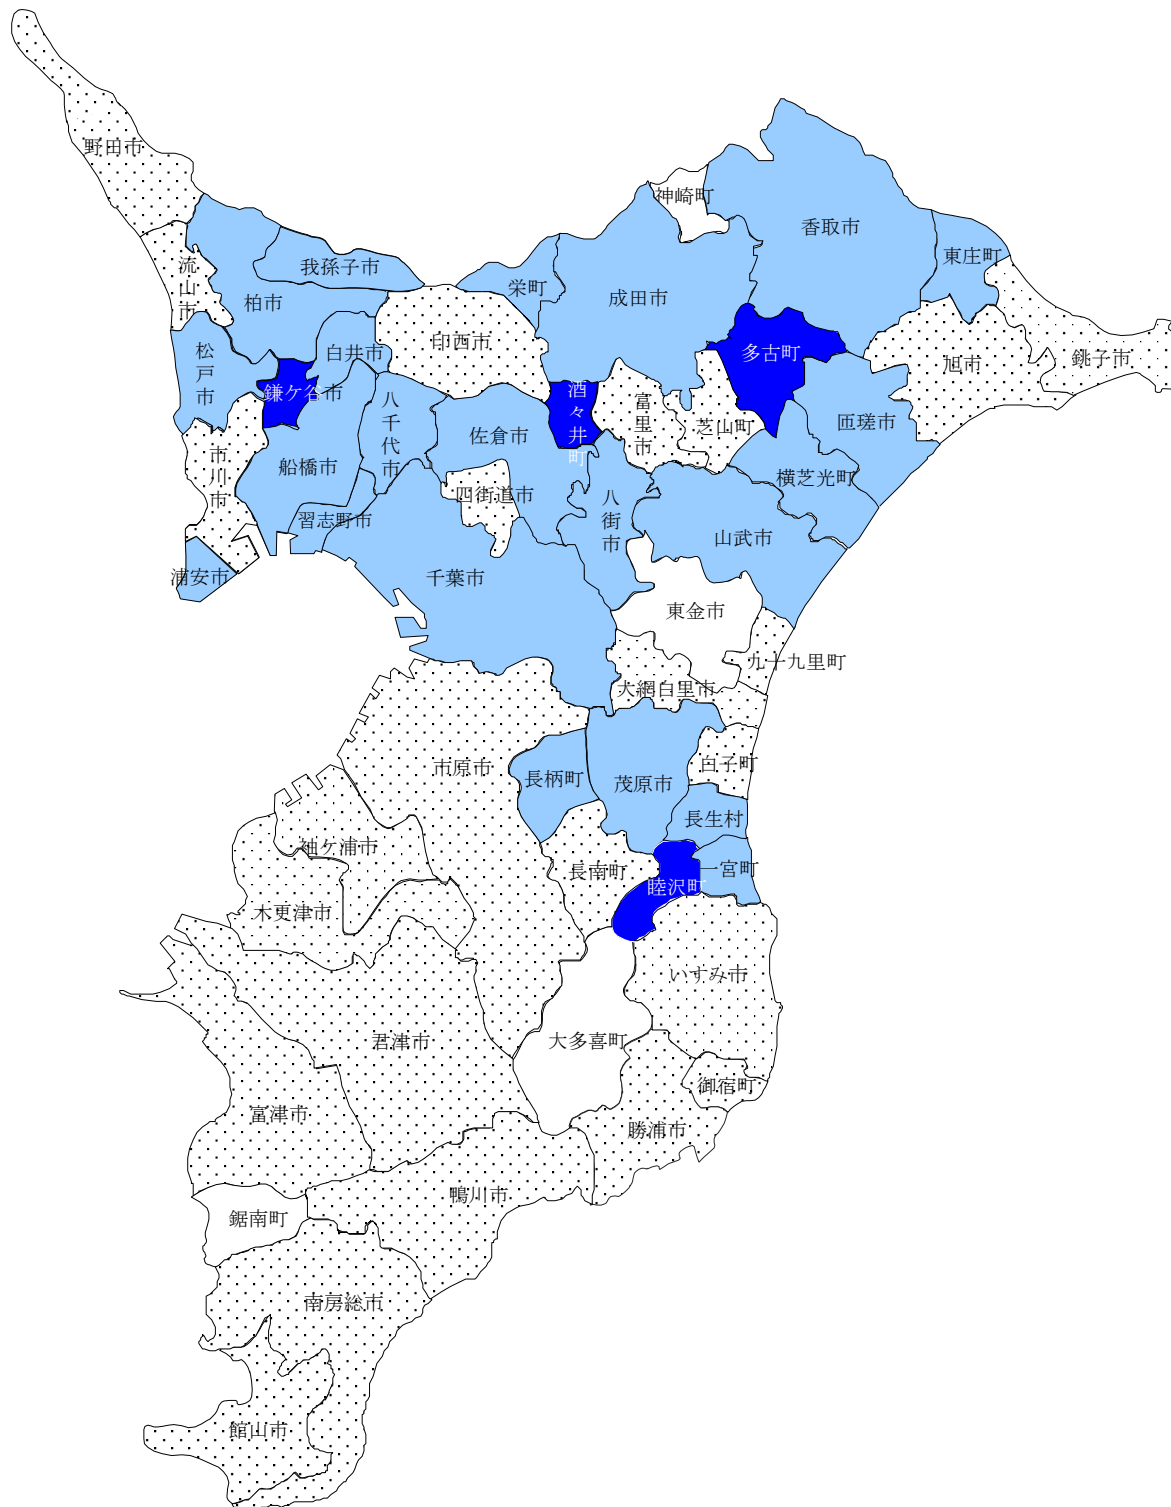 野田市
神崎町
香取市
東庄町
流山市
我孫子市
柏市
栄町
成田市
印西市
松戸市
白井市
多古町
旭市
銚子市
鎌ケ谷市
八千代市
酒々井町
富里市
芝山町
匝瑳市
市川市
船橋市
佐倉市
四街道市
八街市
横芝光町
習志野市
山武市
浦安市
千葉市
東金市
九十九里町
大網白里市
市原市
長柄町
茂原市
白子町
長生村
袖ケ浦市
長南町
一宮町
睦沢町
木更津市
いすみ市
君津市
大多喜町
御宿町
富津市
勝浦市
鴨川市
鋸南町
南房総市
館山市